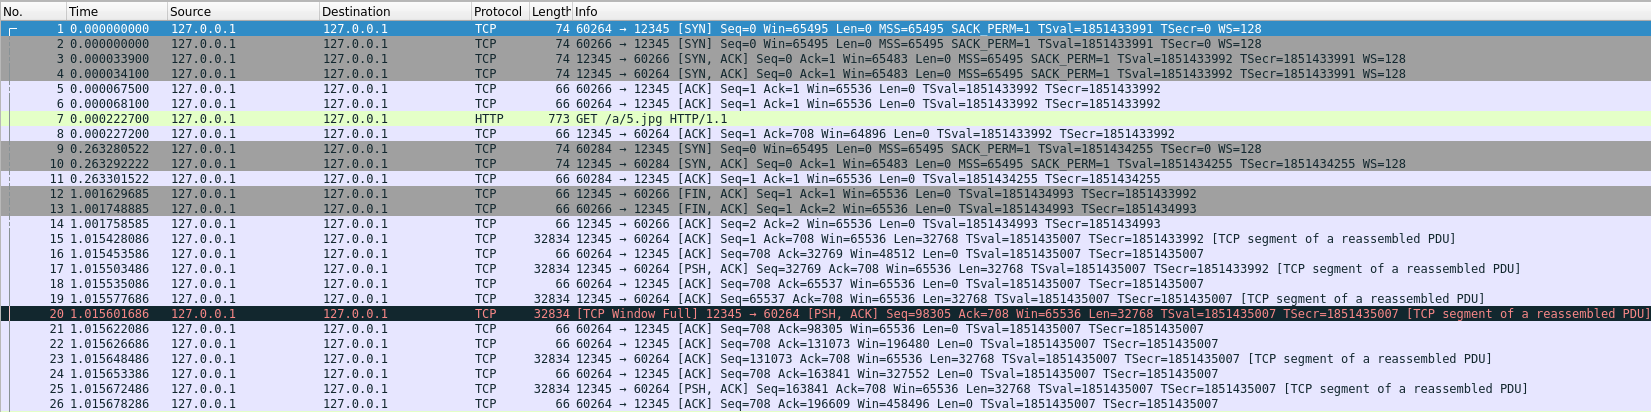 No. Time Source Destination Protocol Length Info
1 0.000000000 127.0.0.1 127.0.0.1 TCP 74 60264 → 12345 [SYN] Seq=0 Win=65495 Len=0 MSS=65495 SACK_PERM=1 TSval=1851433991 TSecr=0 WS=128
2 0.000000000 127.0.0.1 127.0.0.1 TCP 74 60266 → 12345 [SYN] Seq=0 Win=65495 Len=0 MSS=65495 SACK_PERM=1 TSval=1851433991 TSecr=0 WS=128
3 0.000033900 127.0.0.1 127.0.0.1 TCP 74 12345 → 60266 [SYN, ACK] Seq=0 Ack=1 Win=65483 Len=0 MSS=65495 SACK_PERM=1 TSval=1851433992 TSecr=1851433991 WS=128
4 0.000034100 127.0.0.1 127.0.0.1 TCP 74 12345 → 60264 [SYN, ACK] Seq=0 Ack=1 Win=65483 Len=0 MSS=65495 SACK_PERM=1 TSval=1851433992 TSecr=1851433991 WS=128
5 0.000067500 127.0.0.1 127.0.0.1 TCP 66 60266 → 12345 [ACK] Seq=1 Ack=1 Win=65536 Len=0 TSval=1851433992 TSecr=1851433992
6 0.000068100 127.0.0.1 127.0.0.1 TCP 66 60264 → 12345 [ACK] Seq=1 Ack=1 Win=65536 Len=0 TSval=1851433992 TSecr=1851433992
7 0.000222700 127.0.0.1 127.0.0.1 HTTP 773 GET /a/5.jpg HTTP/1.1
8 0.000227200 127.0.0.1 127.0.0.1 TCP 66 12345 → 60264 [ACK] Seq=1 Ack=708 Win=64896 Len=0 TSval=1851433992 TSecr=1851433992
9 0.263280522 127.0.0.1 127.0.0.1 TCP 74 60284 → 12345 [SYN] Seq=0 Win=65495 Len=0 MSS=65495 SACK_PERM=1 TSval=1851434255 TSecr=0 WS=128
10 0.263292222 127.0.0.1 127.0.0.1 TCP 74 12345 → 60284 [SYN, ACK] Seq=0 Ack=1 Win=65483 Len=0 MSS=65495 SACK_PERM=1 TSval=1851434255 TSecr=1851434255 WS=128
11 0.263301522 127.0.0.1 127.0.0.1 TCP 66 60284 → 12345 [ACK] Seq=1 Ack=1 Win=65536 Len=0 TSval=1851434255 TSecr=1851434255
12 1.001629685 127.0.0.1 127.0.0.1 TCP 66 12345 → 60266 [FIN, ACK] Seq=1 Ack=1 Win=65536 Len=0 TSval=1851434993 TSecr=1851433992
13 1.001748885 127.0.0.1 127.0.0.1 TCP 66 60266 → 12345 [FIN, ACK] Seq=1 Ack=2 Win=65536 Len=0 TSval=1851434993 TSecr=1851434993
14 1.001758585 127.0.0.1 127.0.0.1 TCP 66 12345 → 60266 [ACK] Seq=2 Ack=2 Win=65536 Len=0 TSval=1851434993 TSecr=1851434993
15 1.015428086 127.0.0.1 127.0.0.1 TCP 32834 12345 → 60264 [ACK] Seq=1 Ack=708 Win=65536 Len=32768 TSval=1851435007 TSecr=1851433992 [TCP segment of a reassembled PDU]
16 1.015453586 127.0.0.1 127.0.0.1 TCP 66 60264 → 12345 [ACK] Seq=708 Ack=32769 Win=48512 Len=0 TSval=1851435007 TSecr=1851435007
17 1.015503486 127.0.0.1 127.0.0.1 TCP 32834 12345 → 60264 [PSH, ACK] Seq=32769 Ack=708 Win=65536 Len=32768 TSval=1851435007 TSecr=1851433992 [TCP segment of a reassembled PDU]
18 1.015535086 127.0.0.1 127.0.0.1 TCP 66 60264 → 12345 [ACK] Seq=708 Ack=65537 Win=65536 Len=0 TSval=1851435007 TSecr=1851435007
19 1.015577686 127.0.0.1 127.0.0.1 TCP 32834 12345 → 60264 [ACK] Seq=65537 Ack=708 Win=65536 Len=32768 TSval=1851435007 TSecr=1851435007 [TCP segment of a reassembled PDU]
20 1.015601686 127.0.0.1 127.0.0.1 TCP 32834 [TCP Window Full] 12345 → 60264 [PSH, ACK] Seq=98305 Ack=708 Win=65536 Len=32768 TSval=1851435007 TSecr=1851435007 [TCP segment of a reassembled PDU]
21 1.015622086 127.0.0.1 127.0.0.1 TCP 66 60264 → 12345 [ACK] Seq=708 Ack=98305 Win=65536 Len=0 TSval=1851435007 TSecr=1851435007
22 1.015626686 127.0.0.1 127.0.0.1 TCP 66 60264 → 12345 [ACK] Seq=708 Ack=131073 Win=196480 Len=0 TSval=1851435007 TSecr=1851435007
23 1.015648486 127.0.0.1 127.0.0.1 TCP 32834 12345 → 60264 [ACK] Seq=131073 Ack=708 Win=65536 Len=32768 TSval=1851435007 TSecr=1851435007 [TCP segment of a reassembled PDU]
24 1.015653386 127.0.0.1 127.0.0.1 TCP 66 60264 → 12345 [ACK] Seq=708 Ack=163841 Win=327552 Len=0 TSval=1851435007 TSecr=1851435007
25 1.015672486 127.0.0.1 127.0.0.1 TCP 32834 12345 → 60264 [PSH, ACK] Seq=163841 Ack=708 Win=65536 Len=32768 TSval=1851435007 TSecr=1851435007 [TCP segment of a reassembled PDU]
26 1.015678286 127.0.0.1 127.0.0.1 TCP 66 60264 → 12345 [ACK] Seq=708 Ack=196609 Win=458496 Len=0 TSval=1851435007 TSecr=1851435007